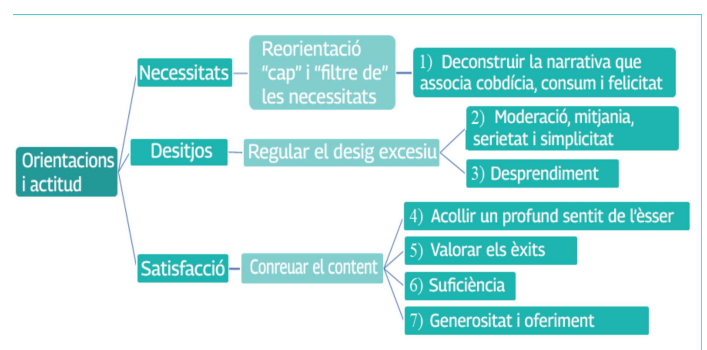 Orientacions
i actitud
Necessitats
Reorientació
“cap” i “filtre de”
les necessitats
1) Deconstruir la narrativa que
associa cobdícia, consum i felicitat
Desitjos
Regular el desig excesiu
2) Moderació, mitjania,
serietat i simplicitat
3) Desprendiment
Satisfacció
Conreuar el content
4) Acollir un profund sentit de l'èsser
5) Valorar els èxits
6) Suficiència
7) Generositat i oferiment